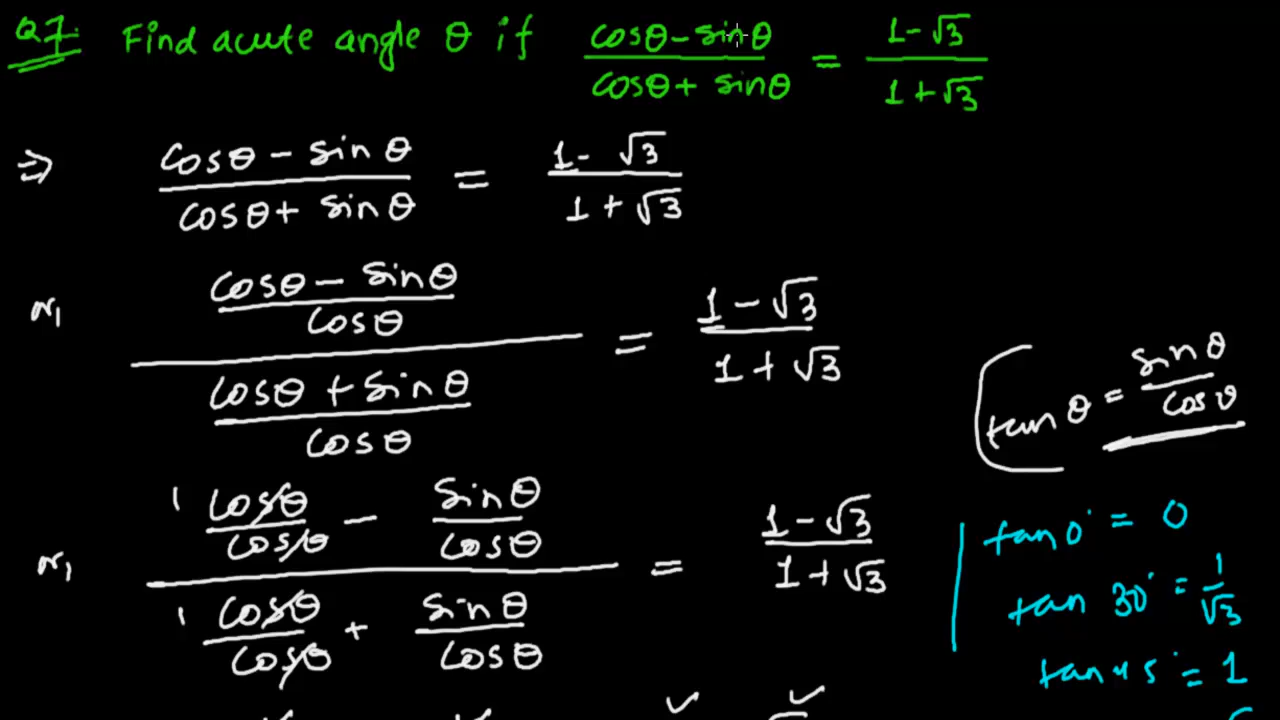 Q7. Find acute angle θ if (cosθ - sinθ)/(cosθ + sinθ) = (1 - √3)/(1 + √3)
⇒ (cosθ - sinθ)/(cosθ + sinθ) = (1 - √3)/(1 + √3)
or, ((cosθ - sinθ)/cosθ)/((cosθ + sinθ)/cosθ) = (1 - √3)/(1 + √3)
tanθ = sinθ/cosθ
or, (cosθ/cosθ - sinθ/cosθ)/(cosθ/cosθ + sinθ/cosθ) = (1 - √3)/(1 + √3)
1
1
tan 0° = 0
tan 30° = 1/√3
tan 45° = 1